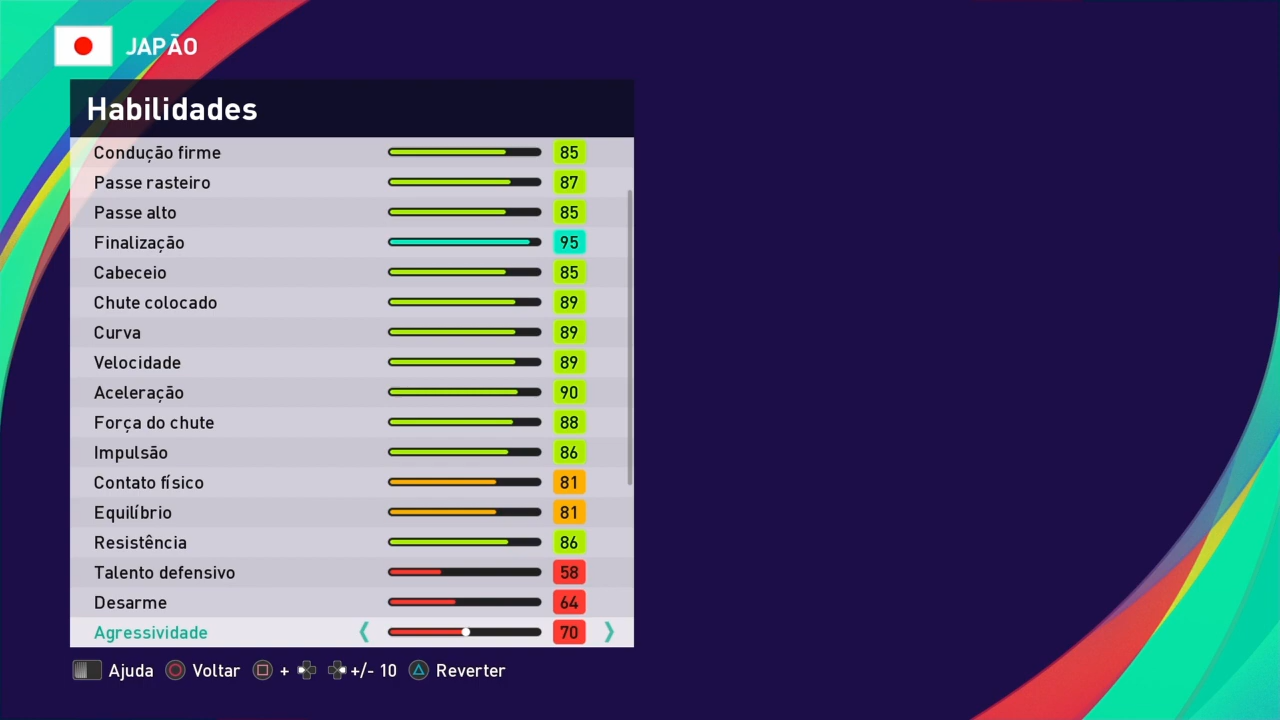 JAPÃO
Habilidades
Condução firme 85
Passe rasteiro 87
Passe alto 85
Finalização 95
Cabeceio 85
Chute colocado 89
Curva 89
Velocidade 89
Aceleração 90
Força do chute 88
Impulsão 86
Contato físico 81
Equilíbrio 81
Resistência 86
Talento defensivo 58
Desarme 64
Agressividade 70
Ajuda Voltar + +/- 10 Reverter